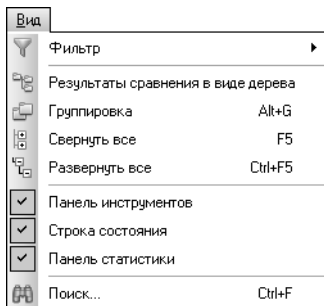 Вид
Фильтр
Результаты сравнения в виде дерева
Группировка Alt+G
Свернуть все F5
Развернуть все Ctrl+F5
Панель инструментов
Строка состояния
Панель статистики
Поиск... Ctrl+F